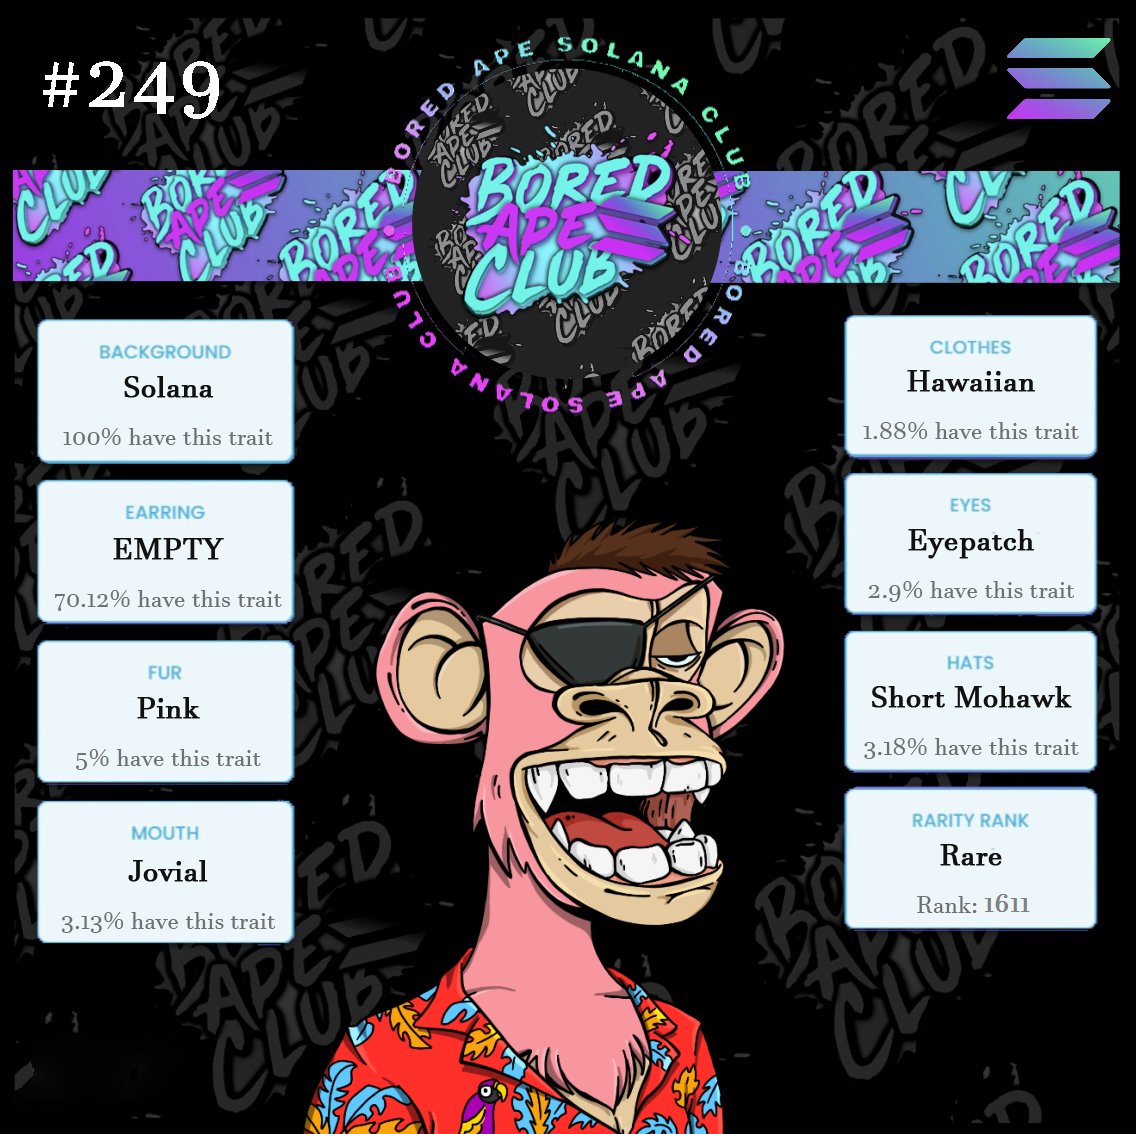 #249
BORED APE SOLANA CLUB
BORED APE SOLANA CLUB
BORED
APE
CLUB
BACKGROUND
Solana
100% have this trait
EARRING
EMPTY
70.12% have this trait
FUR
Pink
5% have this trait
MOUTH
Jovial
3.13% have this trait
CLOTHES
Hawaiian
1.88% have this trait
EYES
Eyepatch
2.9% have this trait
HATS
Short Mohawk
3.18% have this trait
RARITY RANK
Rare
Rank: 1611